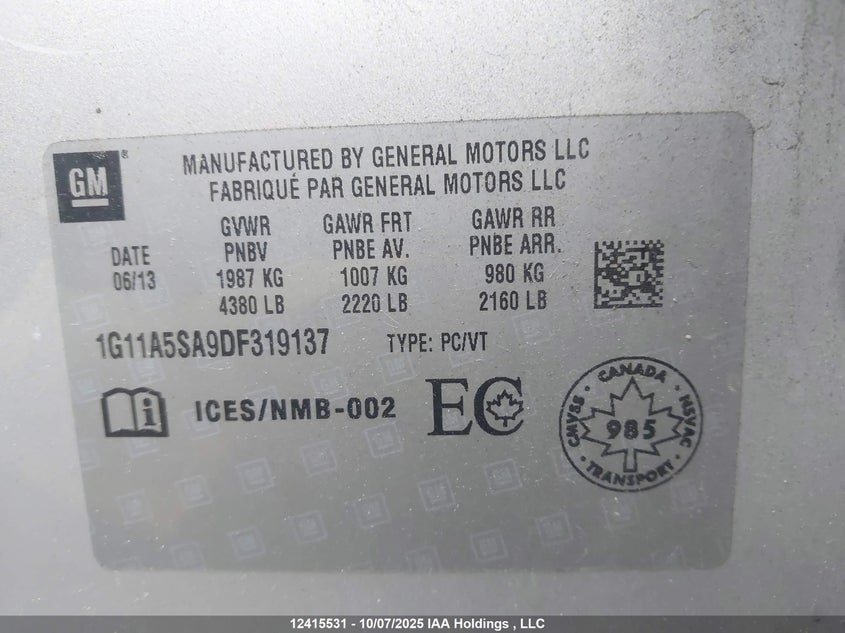 GM®
MANUFACTURED BY GENERAL MOTORS LLC
FABRIQUÉ PAR GENERAL MOTORS LLC
GVWR GAWR FRT GAWR RR
DATE PNBV PNBE AV. PNBE ARR.
06/13 1987 KG 1007 KG 980 KG
4380 LB 2220 LB 2160 LB
1G11A5SA9DF319137 TYPE: PC/VT
i ICES/NMB-002 EC
CANADA
CMVSS 985 NSVAC
TRANSPORT
12415531 - 10/07/2025 IAA Holdings , LLC